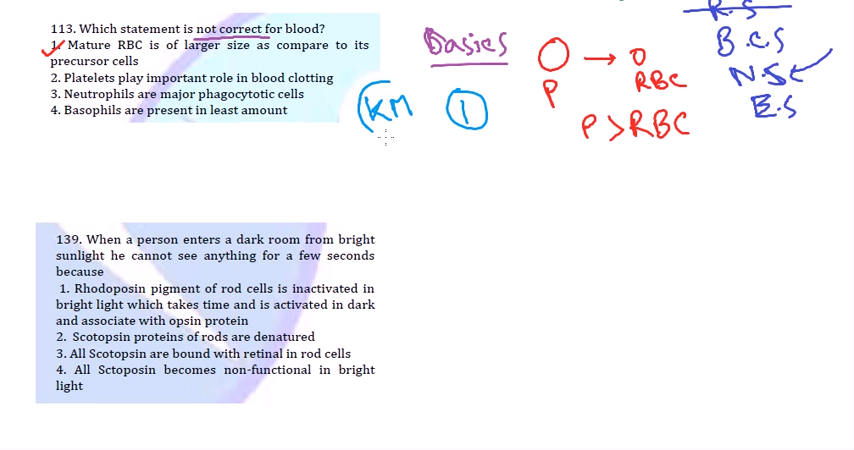 R.S
113. Which statement is not correct for blood?
1. Mature RBC is of larger size as compare to its
precursor cells
2. Platelets play important role in blood clotting
3. Neutrophils are major phagocytotic cells
4. Basophils are present in least amount
Basics
P → RBC
P > RBC
KM 1
B.C.S
N.S
E.S
139. When a person enters a dark room from bright
sunlight he cannot see anything for a few seconds
because
1. Rhodoposin pigment of rod cells is inactivated in
bright light which takes time and is activated in dark
and associate with opsin protein
2. Scotopsin proteins of rods are denatured
3. All Scotopsin are bound with retinal in rod cells
4. All Sctoposin becomes non-functional in bright
light